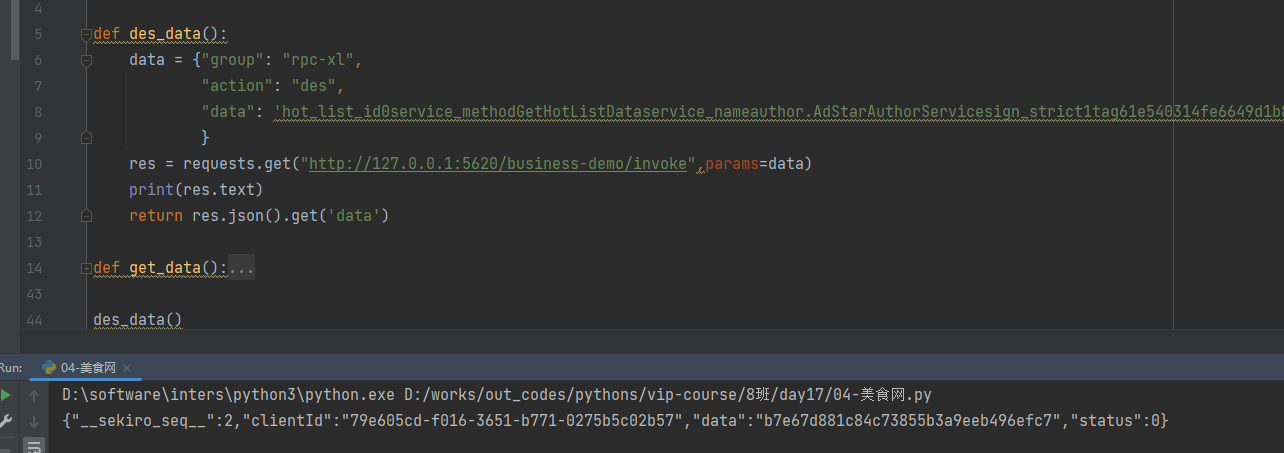 4
5 def des_data():
6 data = {"group": "rpc-xl",
7 "action": "des",
8 "data": 'hot_list_id0service_methodGetHotListDataservice_nameauthor.AdStarAuthorServicesign_strict1tag61e540314fe6649d1b8
9 }
10 res = requests.get("http://127.0.0.1:5620/business-demo/invoke",params=data)
11 print(res.text)
12 return res.json().get('data')
13
14 def get_data():...
43
44 des_data()
Run: 04-美食网 ×
D:\software\inters\python3\python.exe D:/works/out_codes/pythons/vip-course/8班/day17/04-美食网.py
{"__sekiro_seq__":2,"clientId":"79e605cd-f016-3651-b771-0275b5c02b57","data":"b7e67d881c84c73855b3a9eeb496efc7","status":0}